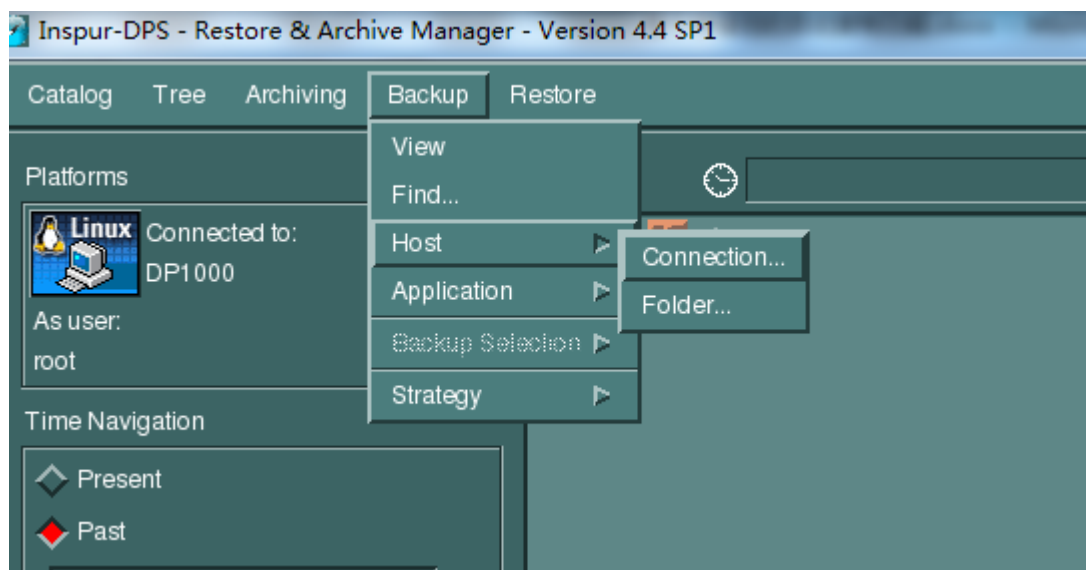 Inspur-DPS - Restore & Archive Manager - Version 4.4 SP1
Catalog Tree Archiving Backup Restore
View
Find...
Host
Application
Backup Selection
Strategy
Connection...
Folder...
Platforms
Linux
Connected to:
DP1000
As user:
root
Time Navigation
Present
Past